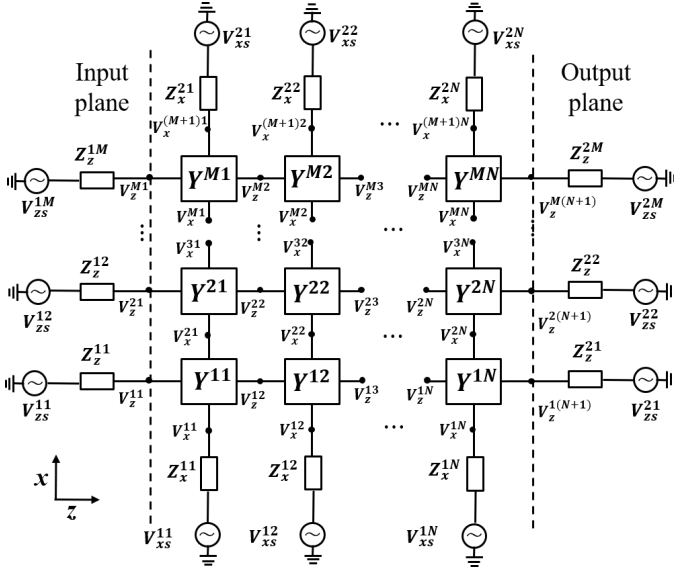 V_xs^21 V_xs^22 V_xs^2N
Input plane
Output plane
Z_x^21 Z_x^22 Z_x^2N
V_x^(M+1)1 V_x^(M+1)2 ... V_x^(M+1)N
Z_z^1M Z_z^2M
Y^M1 Y^M2 Y^MN
V_zs^1M V_z^M1 V_z^M2 V_z^M3 V_z^MN V_z^M(N+1) V_zs^2M
V_x^M1 V_x^M2 V_x^MN
⋮ ⋮ ... ⋮
V_x^31 V_x^32 V_x^3N
Z_z^12 Z_z^22
Y^21 Y^22 Y^2N
V_zs^12 V_z^21 V_z^22 V_z^23 V_z^2N V_z^2(N+1) V_zs^22
V_x^21 V_x^22 ... V_x^2N
Z_z^11 Z_z^21
Y^11 Y^12 Y^1N
V_zs^11 V_z^11 V_z^12 V_z^13 V_z^1N V_z^1(N+1) V_zs^21
V_x^11 V_x^12 ... V_x^1N
Z_x^11 Z_x^12 Z_x^1N
x
z
V_xs^11 V_xs^12 V_xs^1N